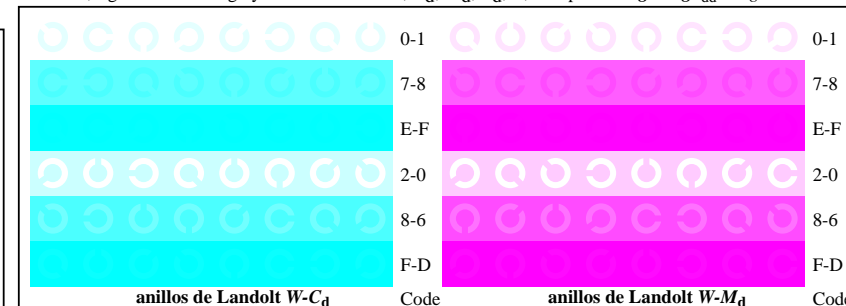 0-1 0-1
7-8 7-8
E-F E-F
2-0 2-0
8-6 8-6
F-D F-D
anillos de Landolt W-Cd Code anillos de Landolt W-Md